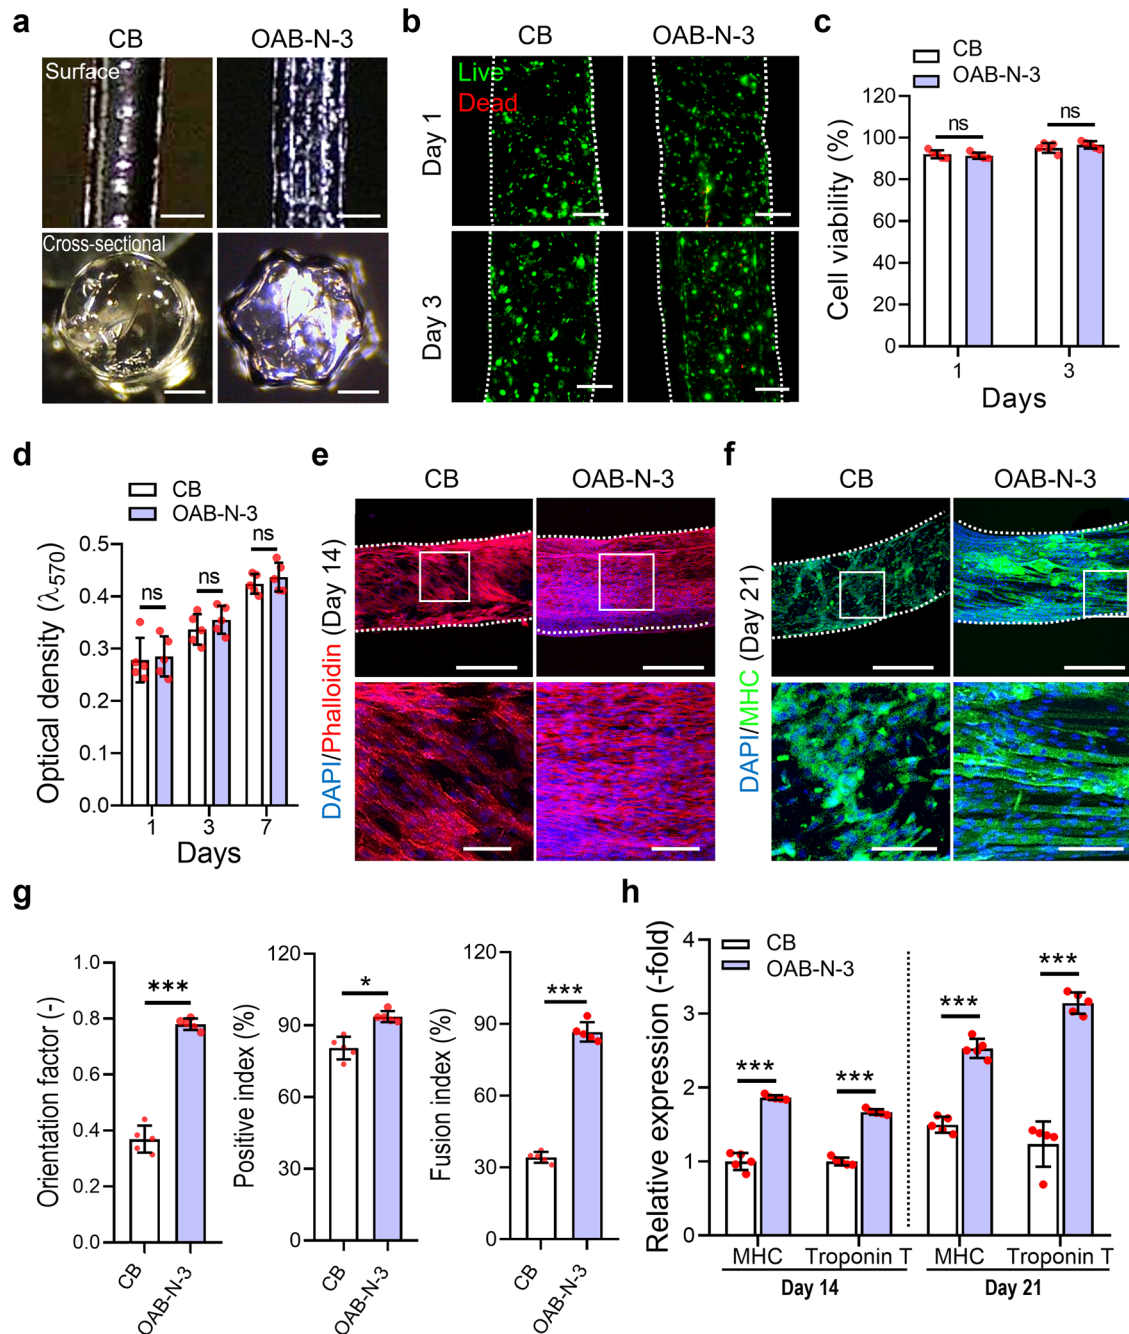 a
CB
OAB-N-3
Surface
Cross-sectional
b
CB
OAB-N-3
Live
Dead
Day 1
Day 3
c
CB
OAB-N-3
Cell viability (%)
120
100
80
60
40
20
0
ns
ns
1
3
Days
d
CB
OAB-N-3
Optical density (λ570)
0.5
0.4
0.3
0.2
0.1
0.0
ns
ns
ns
1
3
7
Days
e
CB
OAB-N-3
DAPI/Phalloidin (Day 14)
f
CB
OAB-N-3
DAPI/MHC (Day 21)
g
Orientation factor (-)
1.0
0.8
0.6
0.4
0.2
0.0
***
CB
OAB-N-3
Positive index (%)
120
90
60
30
0
*
CB
OAB-N-3
Fusion index (%)
120
90
60
30
0
***
CB
OAB-N-3
h
CB
OAB-N-3
Relative expression (-fold)
4
3
2
1
0
***
***
***
***
MHC
Troponin T
MHC
Troponin T
Day 14
Day 21